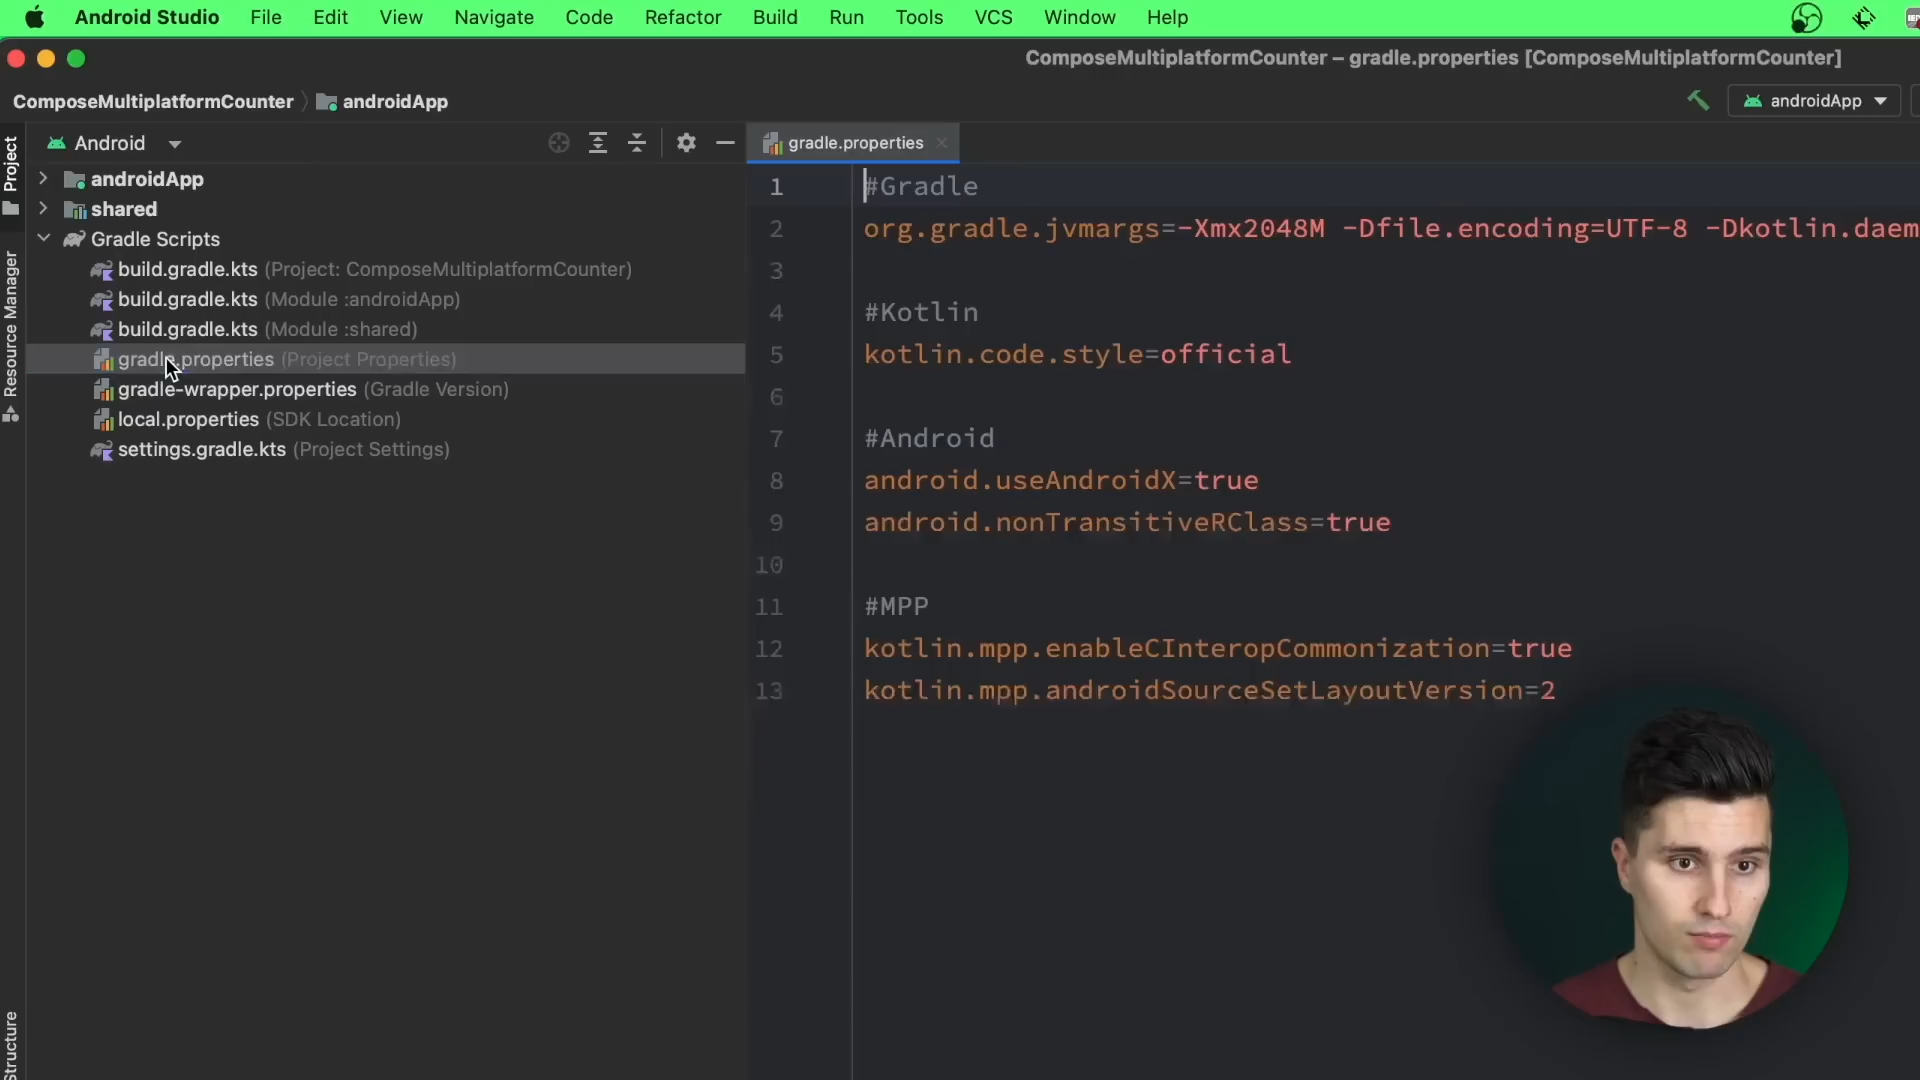 Android Studio File Edit View Navigate Code Refactor Build Run Tools VCS Window Help
ComposeMultiplatformCounter – gradle.properties [ComposeMultiplatformCounter]
ComposeMultiplatformCounter androidApp
androidApp
Project
Resource Manager
Structure
Android
androidApp
shared
Gradle Scripts
build.gradle.kts (Project: ComposeMultiplatformCounter)
build.gradle.kts (Module :androidApp)
build.gradle.kts (Module :shared)
gradle.properties (Project Properties)
gradle-wrapper.properties (Gradle Version)
local.properties (SDK Location)
settings.gradle.kts (Project Settings)
gradle.properties
1 #Gradle
2 org.gradle.jvmargs=-Xmx2048M -Dfile.encoding=UTF-8 -Dkotlin.daem
3
4 #Kotlin
5 kotlin.code.style=official
6
7 #Android
8 android.useAndroidX=true
9 android.nonTransitiveRClass=true
10
11 #MPP
12 kotlin.mpp.enableCInteropCommonization=true
13 kotlin.mpp.androidSourceSetLayoutVersion=2